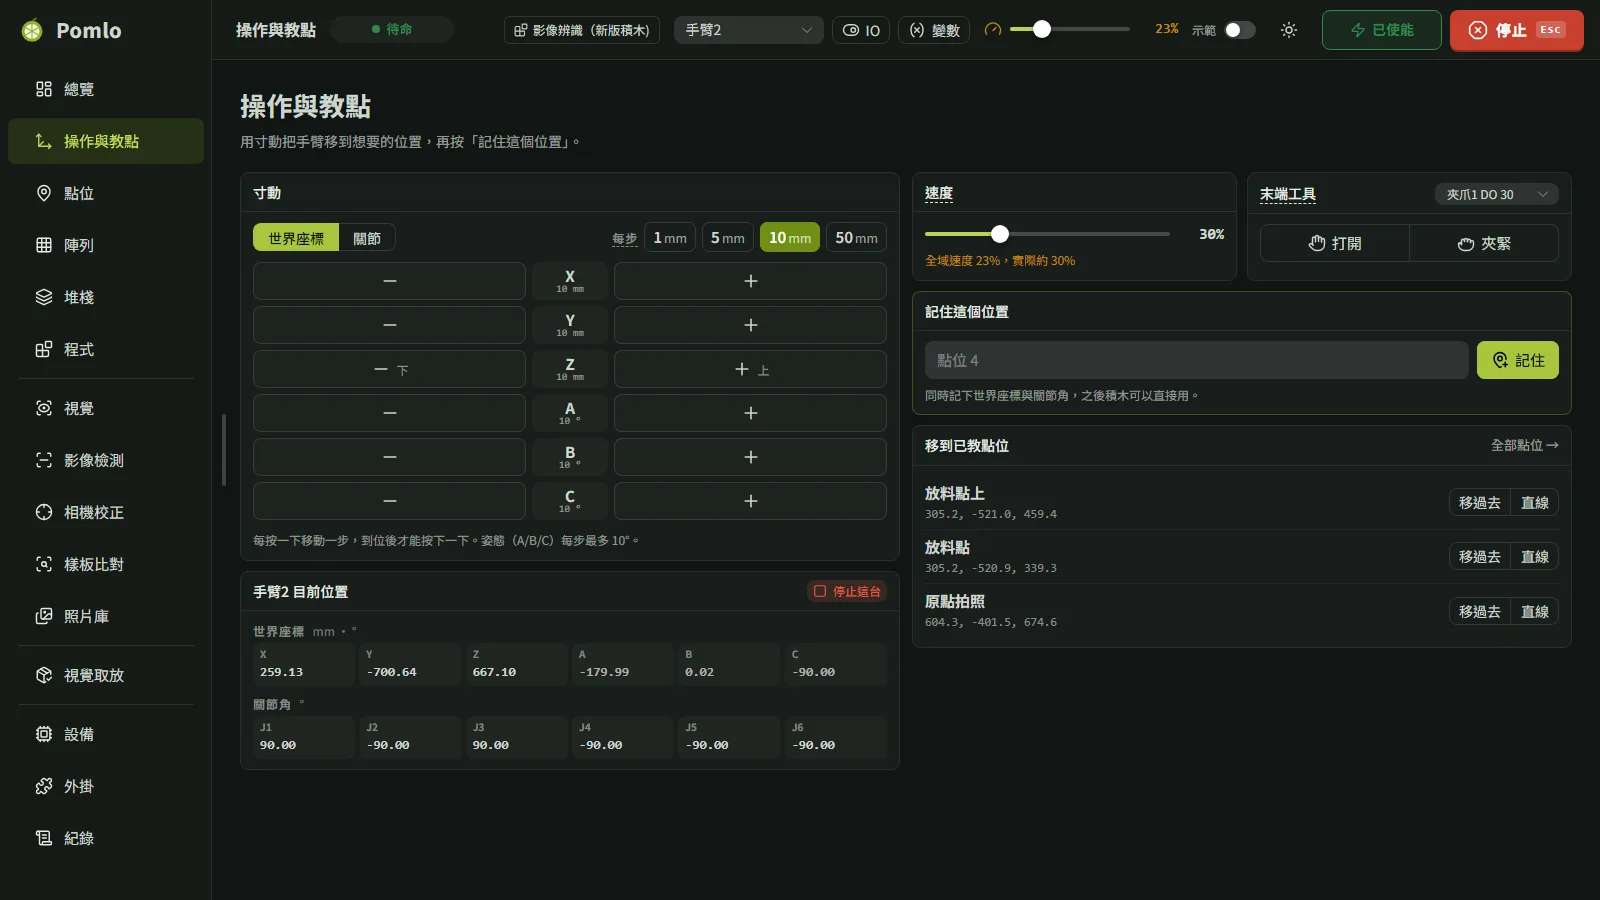 Pomlo
操作與教點
待命
影像辨識（新版積木）
手臂2
IO
變數
23%
示範
已使能
停止 ESC
總覽
操作與教點
點位
陣列
堆棧
程式
視覺
影像檢測
相機校正
樣板比對
照片庫
視覺取放
設備
外掛
紀錄
操作與教點
用寸動把手臂移到想要的位置，再按「記住這個位置」。
寸動
世界座標 關節
每步 1 mm 5 mm 10 mm 50 mm
− X 10 mm +
− Y 10 mm +
− 下 Z 10 mm + 上
− A 10 ° +
− B 10 ° +
− C 10 ° +
每按一下移動一步，到位後才能按下一下。姿態（A/B/C）每步最多 10°。
手臂2 目前位置
停止這台
世界座標 mm・°
X Y Z A B C
259.13 -700.64 667.10 -179.99 0.02 -90.00
關節角 °
J1 J2 J3 J4 J5 J6
90.00 -90.00 90.00 -90.00 -90.00 -90.00
速度
30%
全域速度 23%，實際約 30%
末端工具
夾爪1 DO 30
打開
夾緊
記住這個位置
點位 4
記住
同時記下世界座標與關節角，之後積木可以直接用。
移到已教點位
全部點位 →
放料點上
305.2, -521.0, 459.4
移過去 直線
放料點
305.2, -520.9, 339.3
移過去 直線
原點拍照
604.3, -401.5, 674.6
移過去 直線